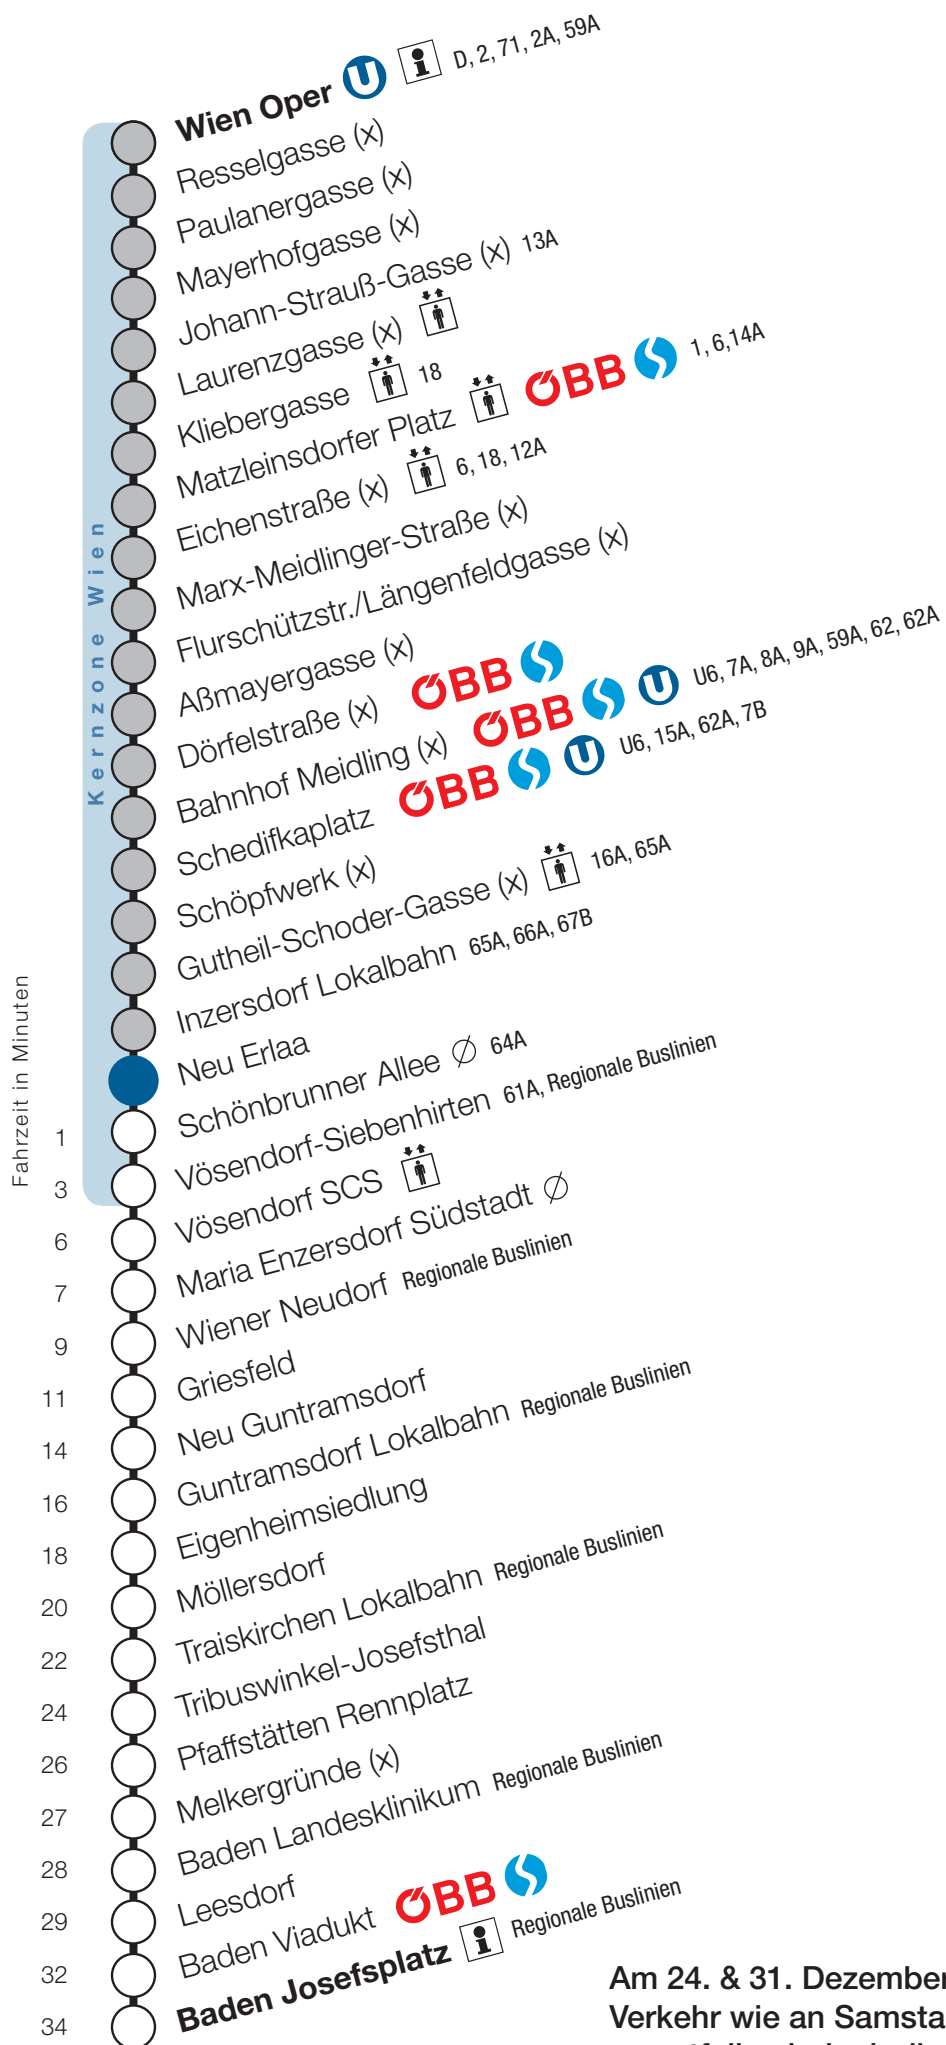 Wien Oper U i D, 2, 71, 2A, 59A
Resselgasse (x)
Paulanergasse (x)
Mayerhofgasse (x)
Johann-Strauß-Gasse (x) 13A
Laurenzgasse (x)
Kliebergasse 18
Matzleinsdorfer Platz ÖBB S 1, 6,14A
Eichenstraße (x) 6, 18, 12A
Marx-Meidlinger-Straße (x)
Flurschützstr./Längenfeldgasse (x)
Aßmayergasse (x)
Dörfelstraße (x) ÖBB S
Bahnhof Meidling (x) ÖBB S U U6, 7A, 8A, 9A, 59A, 62, 62A
Schedifkaplatz ÖBB S U U6, 15A, 62A, 7B
Schöpfwerk (x)
Gutheil-Schoder-Gasse (x) 16A, 65A
Inzersdorf Lokalbahn 65A, 66A, 67B
Neu Erlaa
Schönbrunner Allee ∅ 64A
1 Vösendorf-Siebenhirten 61A, Regionale Buslinien
3 Vösendorf SCS
6 Maria Enzersdorf Südstadt ∅
7 Wiener Neudorf Regionale Buslinien
9 Griesfeld
11 Neu Guntramsdorf
14 Guntramsdorf Lokalbahn Regionale Buslinien
16 Eigenheimsiedlung
18 Möllersdorf
20 Traiskirchen Lokalbahn Regionale Buslinien
22 Tribuswinkel-Josefsthal
24 Pfaffstätten Rennplatz
26 Melkergründe (x)
27 Baden Landesklinikum Regionale Buslinien
28 Leesdorf
29 Baden Viadukt ÖBB S
32 Baden Josefsplatz i Regionale Buslinien
34
Kernzone Wien
Fahrzeit in Minuten
Am 24. & 31. Dezember
Verkehr wie an Samsta